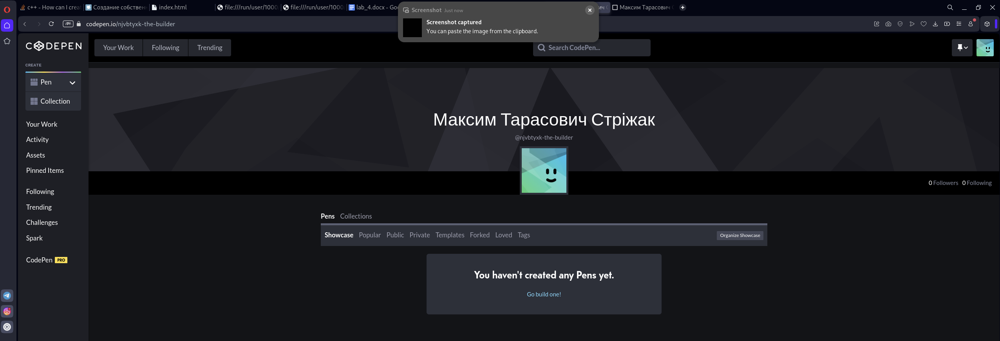 c++ - How can I creat
Создание собственн
index.html
file:///run/user/1000
file:///run/user/1000
lab_4.docx - Goo
Максим Тарасович
Screenshot Just now
Screenshot captured
You can paste the image from the clipboard.
VPN
codepen.io/njvbtyxk-the-builder
CODEPEN
Your Work
Following
Trending
Search CodePen...
CREATE
Pen
Collection
Your Work
Activity
Assets
Pinned Items
Following
Trending
Challenges
Spark
CodePen PRO
Максим Тарасович Стріжак
@njvbtyxk-the-builder
0 Followers 0 Following
Pens Collections
Showcase Popular Public Private Templates Forked Loved Tags
Organize Showcase
You haven't created any Pens yet.
Go build one!